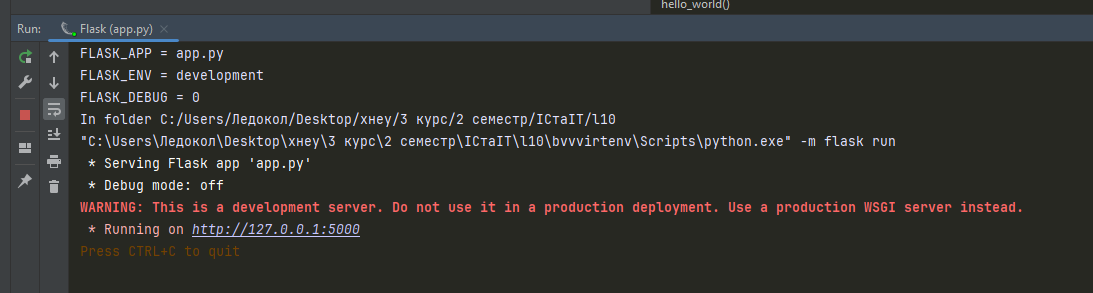 hello_world()
Run: Flask (app.py)
FLASK_APP = app.py
FLASK_ENV = development
FLASK_DEBUG = 0
In folder C:/Users/Ледокол/Desktop/хнеу/3 курс/2 семестр/ІСтаІТ/l10
"C:\Users\Ледокол\Desktop\хнеу\3 курс\2 семестр\ІСтаІТ\l10\bvvvirtenv\Scripts\python.exe" -m flask run
* Serving Flask app 'app.py'
* Debug mode: off
WARNING: This is a development server. Do not use it in a production deployment. Use a production WSGI server instead.
* Running on http://127.0.0.1:5000
Press CTRL+C to quit